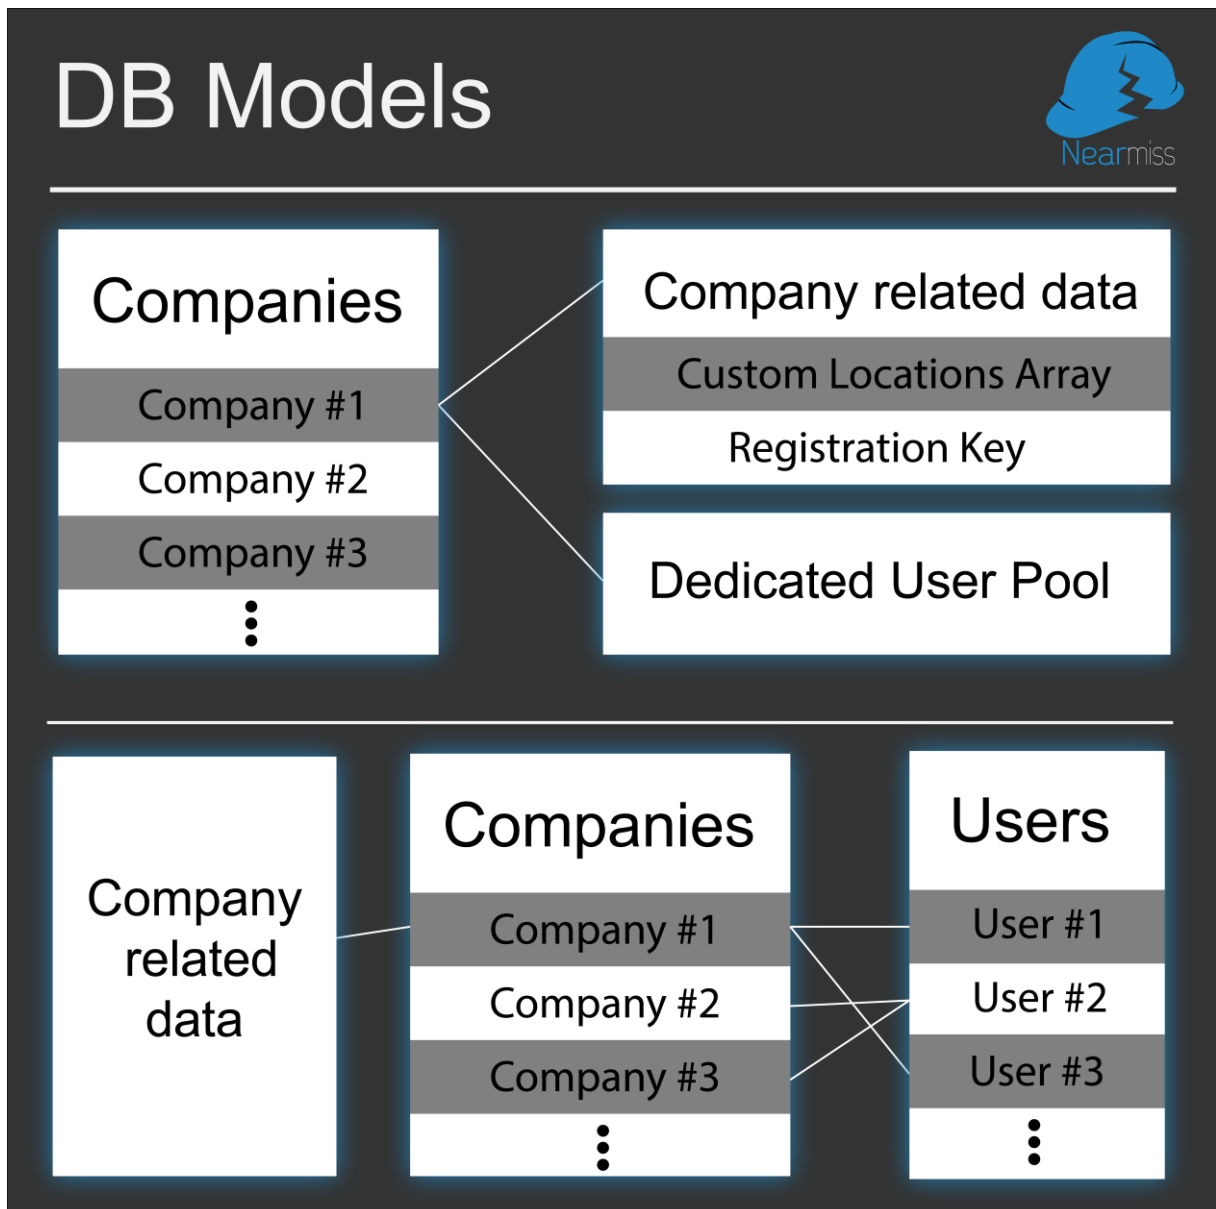 DB Models
Nearmiss
Companies
Company #1
Company #2
Company #3
Company related data
Custom Locations Array
Registration Key
Dedicated User Pool
Company
related
data
Companies
Company #1
Company #2
Company #3
Users
User #1
User #2
User #3